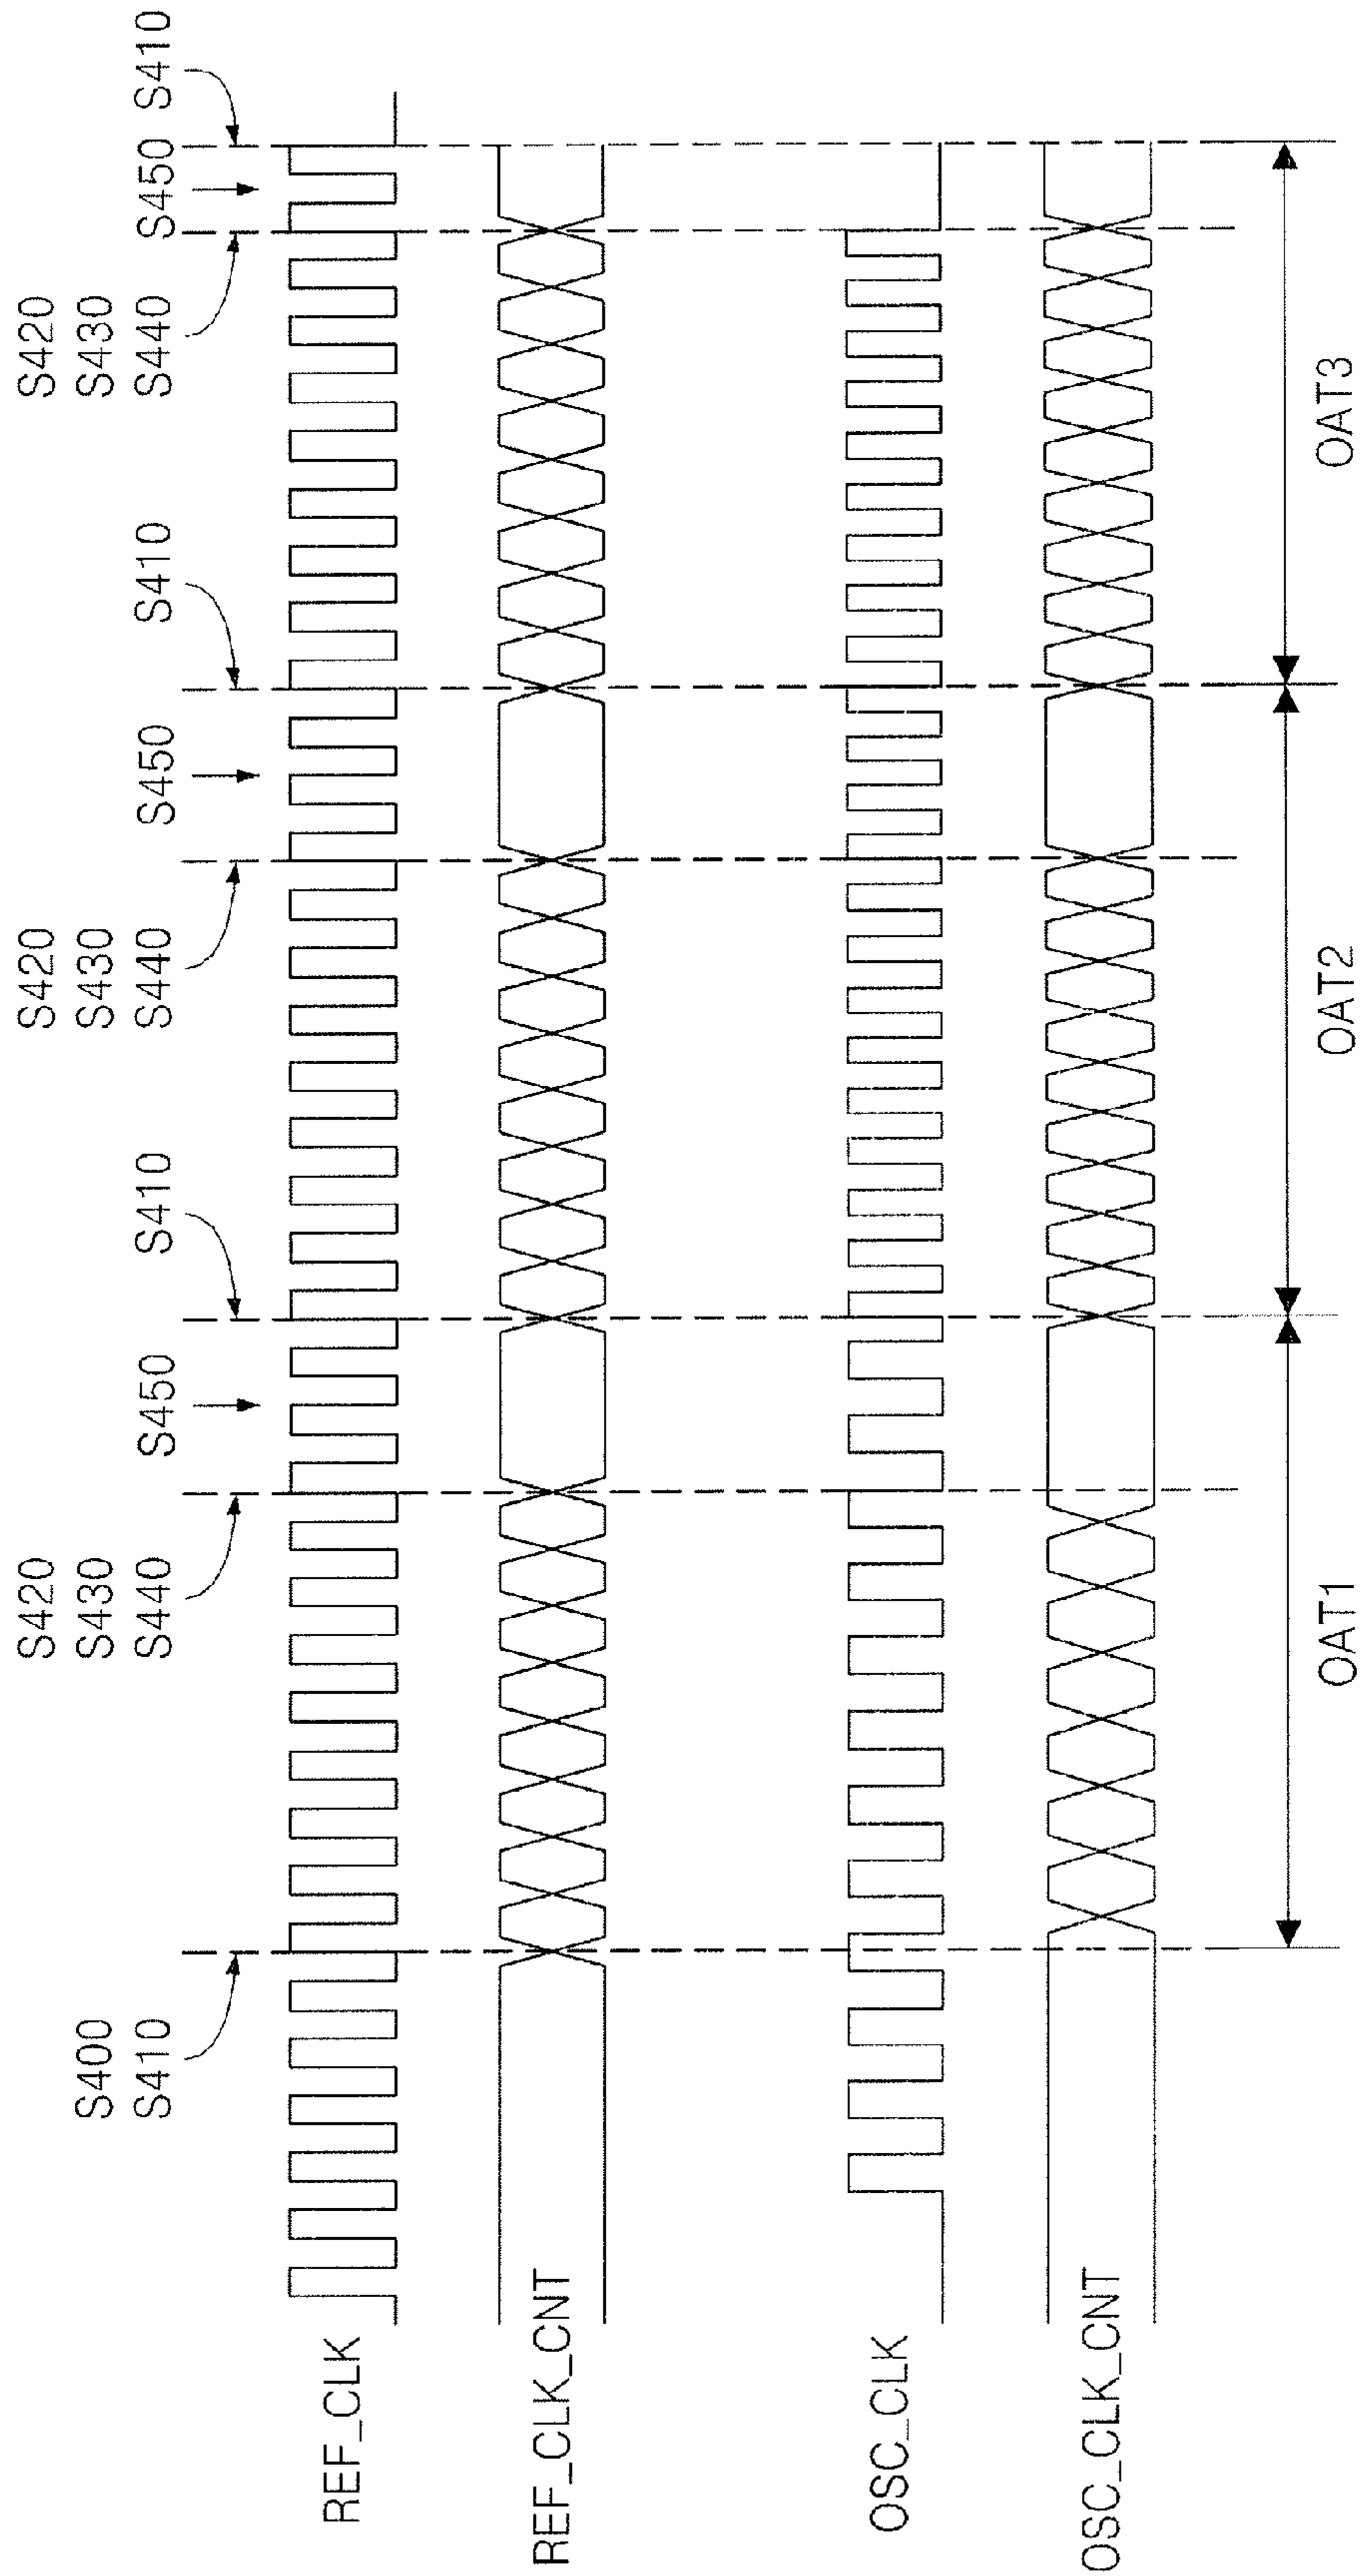 S400
S410
S420
S430
S440
S450
S410
S420
S430
S440
S450
S410
S420
S430
S440
S450
S410
REF_CLK
REF_CLK_CNT
OSC_CLK
OSC_CLK_CNT
OAT1
OAT2
OAT3